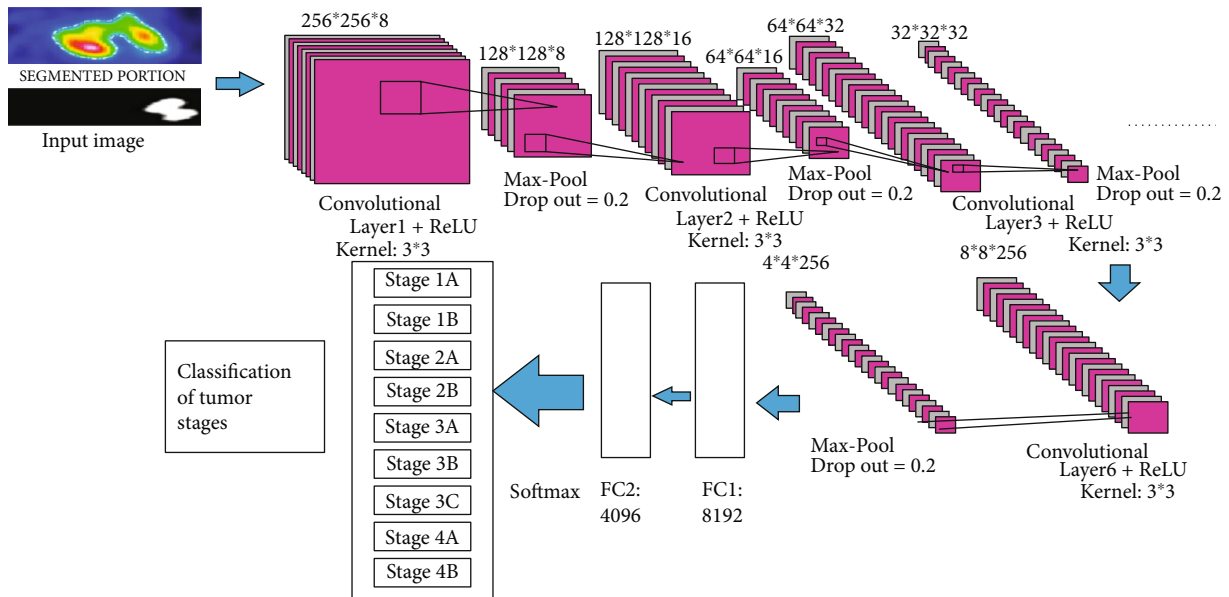 256*256*8
128*128*8
128*128*16
64*64*16
64*64*32
32*32*32
SEGMENTED PORTION
Input image
Convolutional
Layer1 + ReLU
Kernel: 3*3
Max-Pool
Drop out = 0.2
Convolutional
Layer2 + ReLU
Kernel: 3*3
Max-Pool
Drop out = 0.2
Convolutional
Layer3 + ReLU
Kernel: 3*3
Max-Pool
Drop out = 0.2
............
8*8*256
Convolutional
Layer6 + ReLU
Kernel: 3*3
4*4*256
Max-Pool
Drop out = 0.2
FC1:
8192
FC2:
4096
Softmax
Stage 1A
Stage 1B
Stage 2A
Stage 2B
Stage 3A
Stage 3B
Stage 3C
Stage 4A
Stage 4B
Classification
of tumor
stages